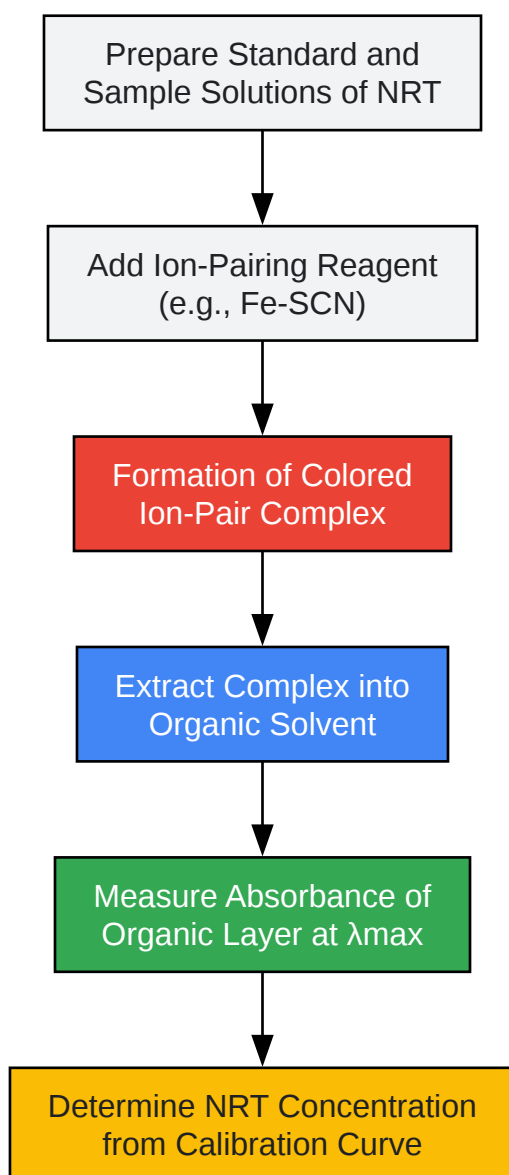 Prepare Standard and
Sample Solutions of NRT
Add Ion-Pairing Reagent
(e.g., Fe-SCN)
Formation of Colored
Ion-Pair Complex
Extract Complex into
Organic Solvent
Measure Absorbance of
Organic Layer at λmax
Determine NRT Concentration
from Calibration Curve